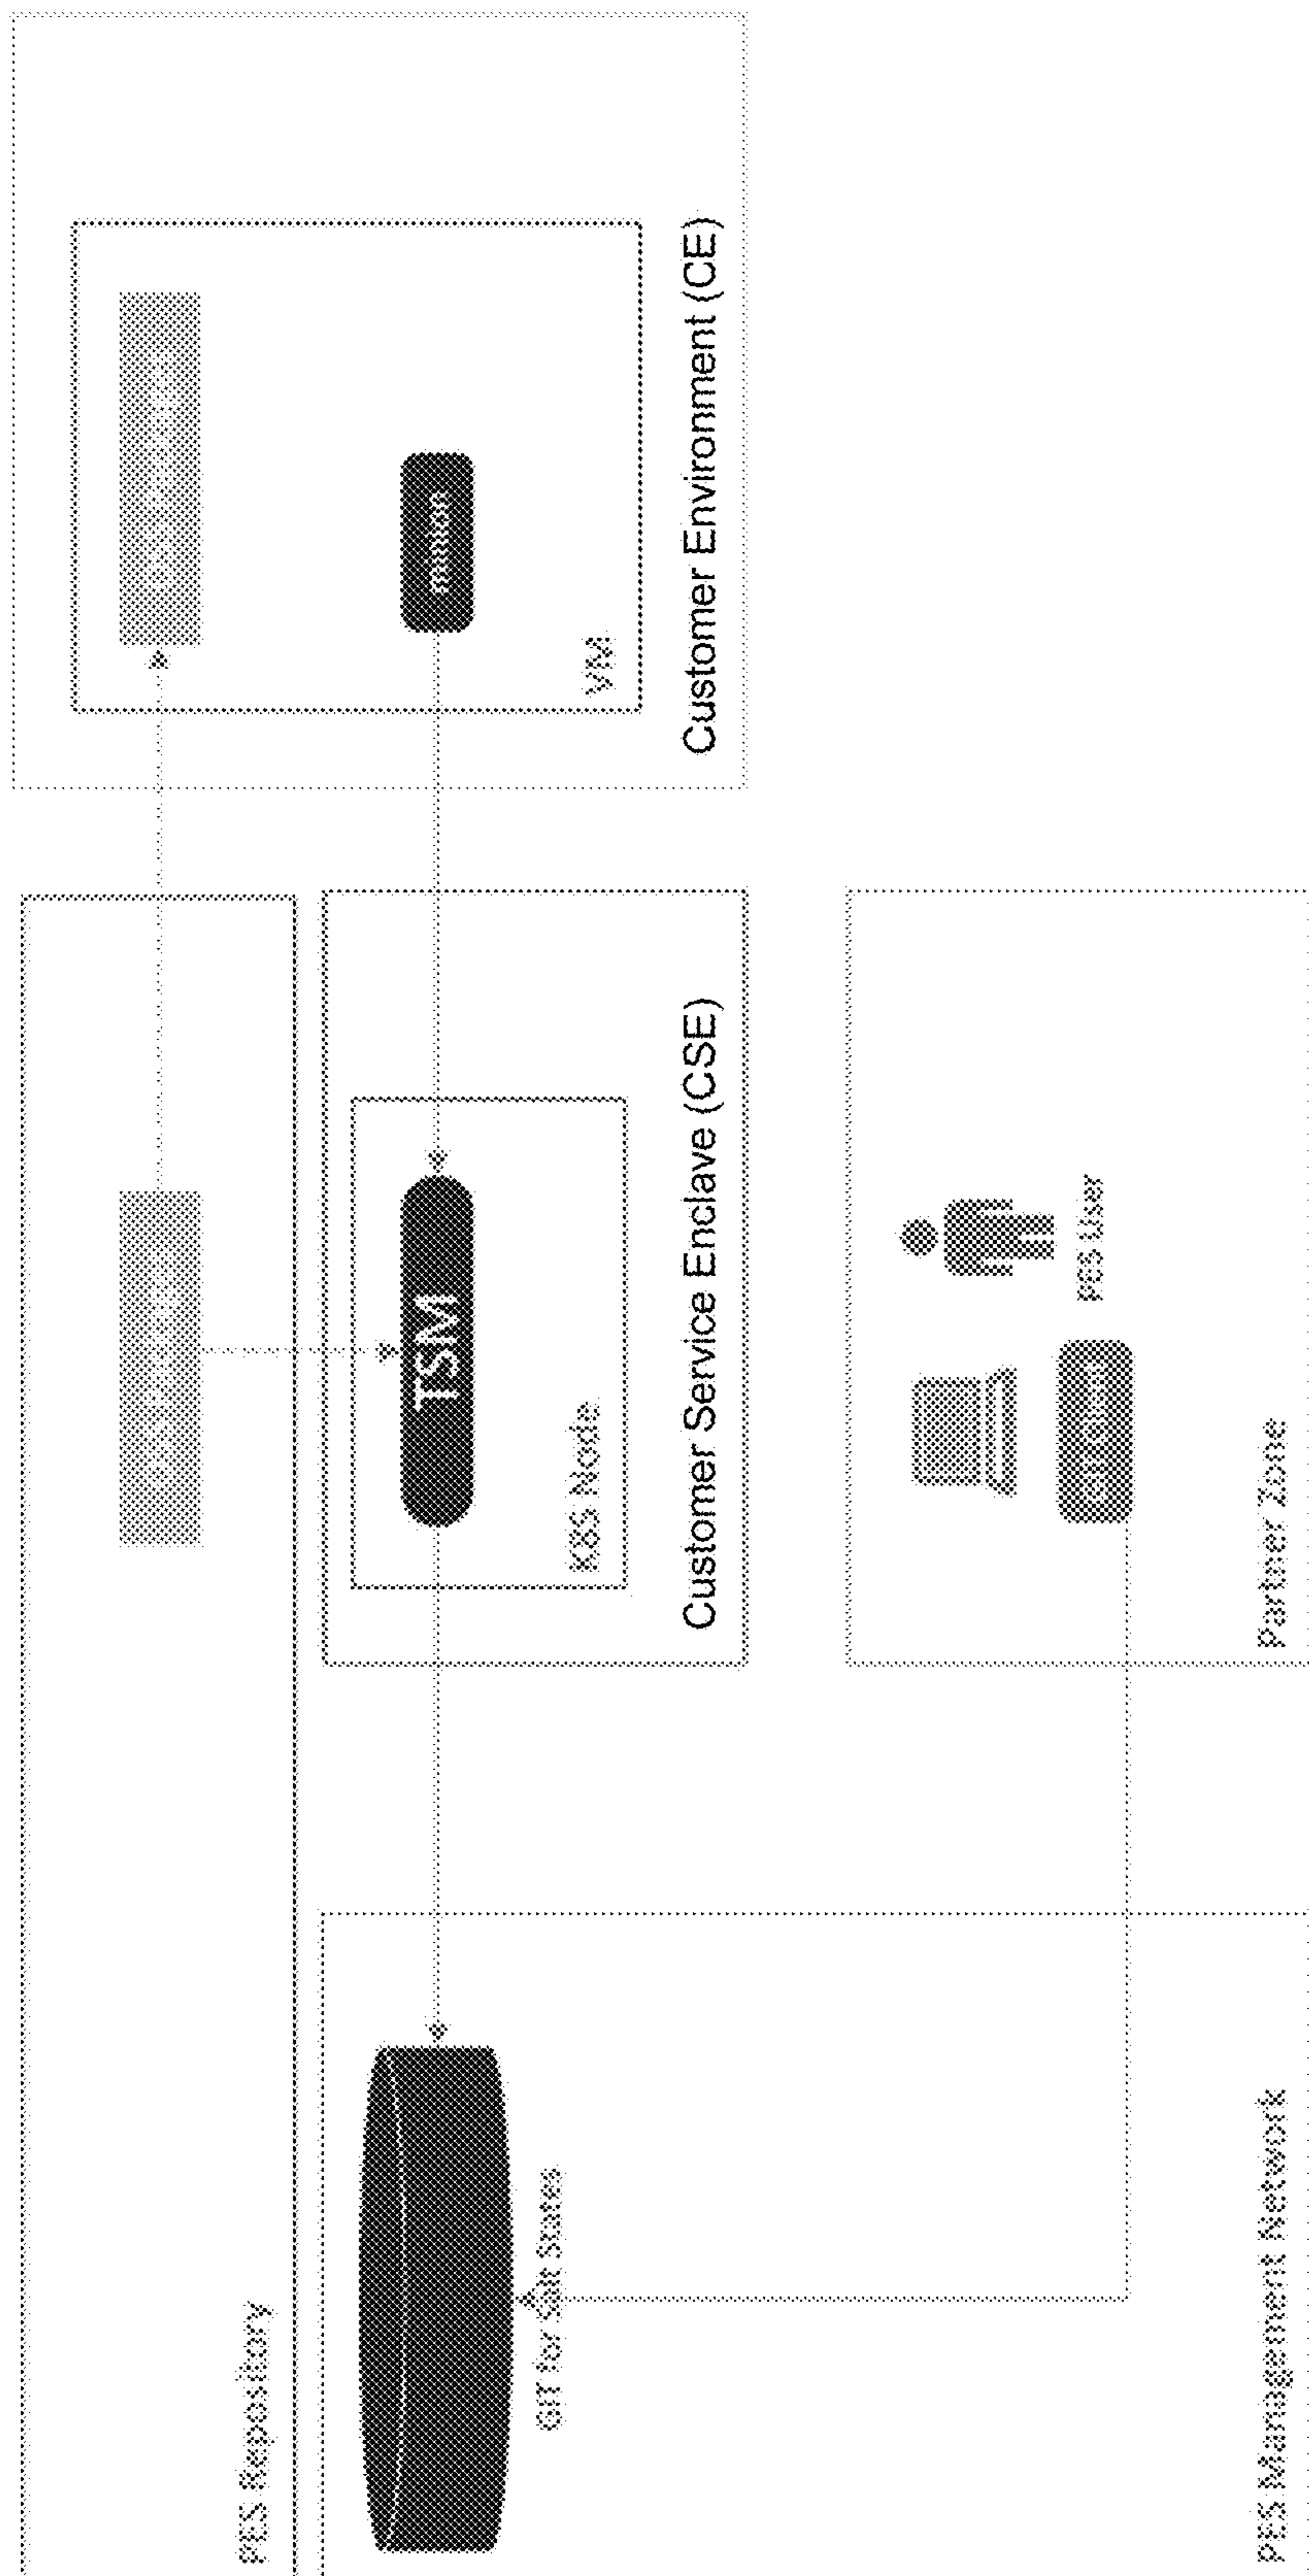 PES Repository
GIT for Salt States
PES Management Network
TSM
K8S Node
Customer Service Enclave (CSE)
PES User
Partner Zone
minion
VM
Customer Environment (CE)